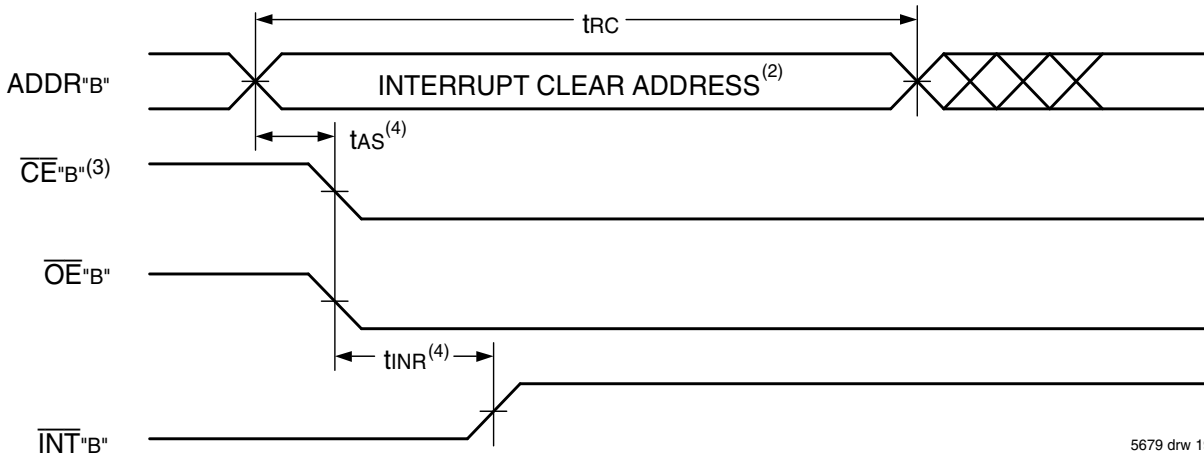 tRC
ADDR"B"
INTERRUPT CLEAR ADDRESS(2)
tAS(4)
CE"B"(3)
OE"B"
tINR(4)
INT"B"
5679 drw 1